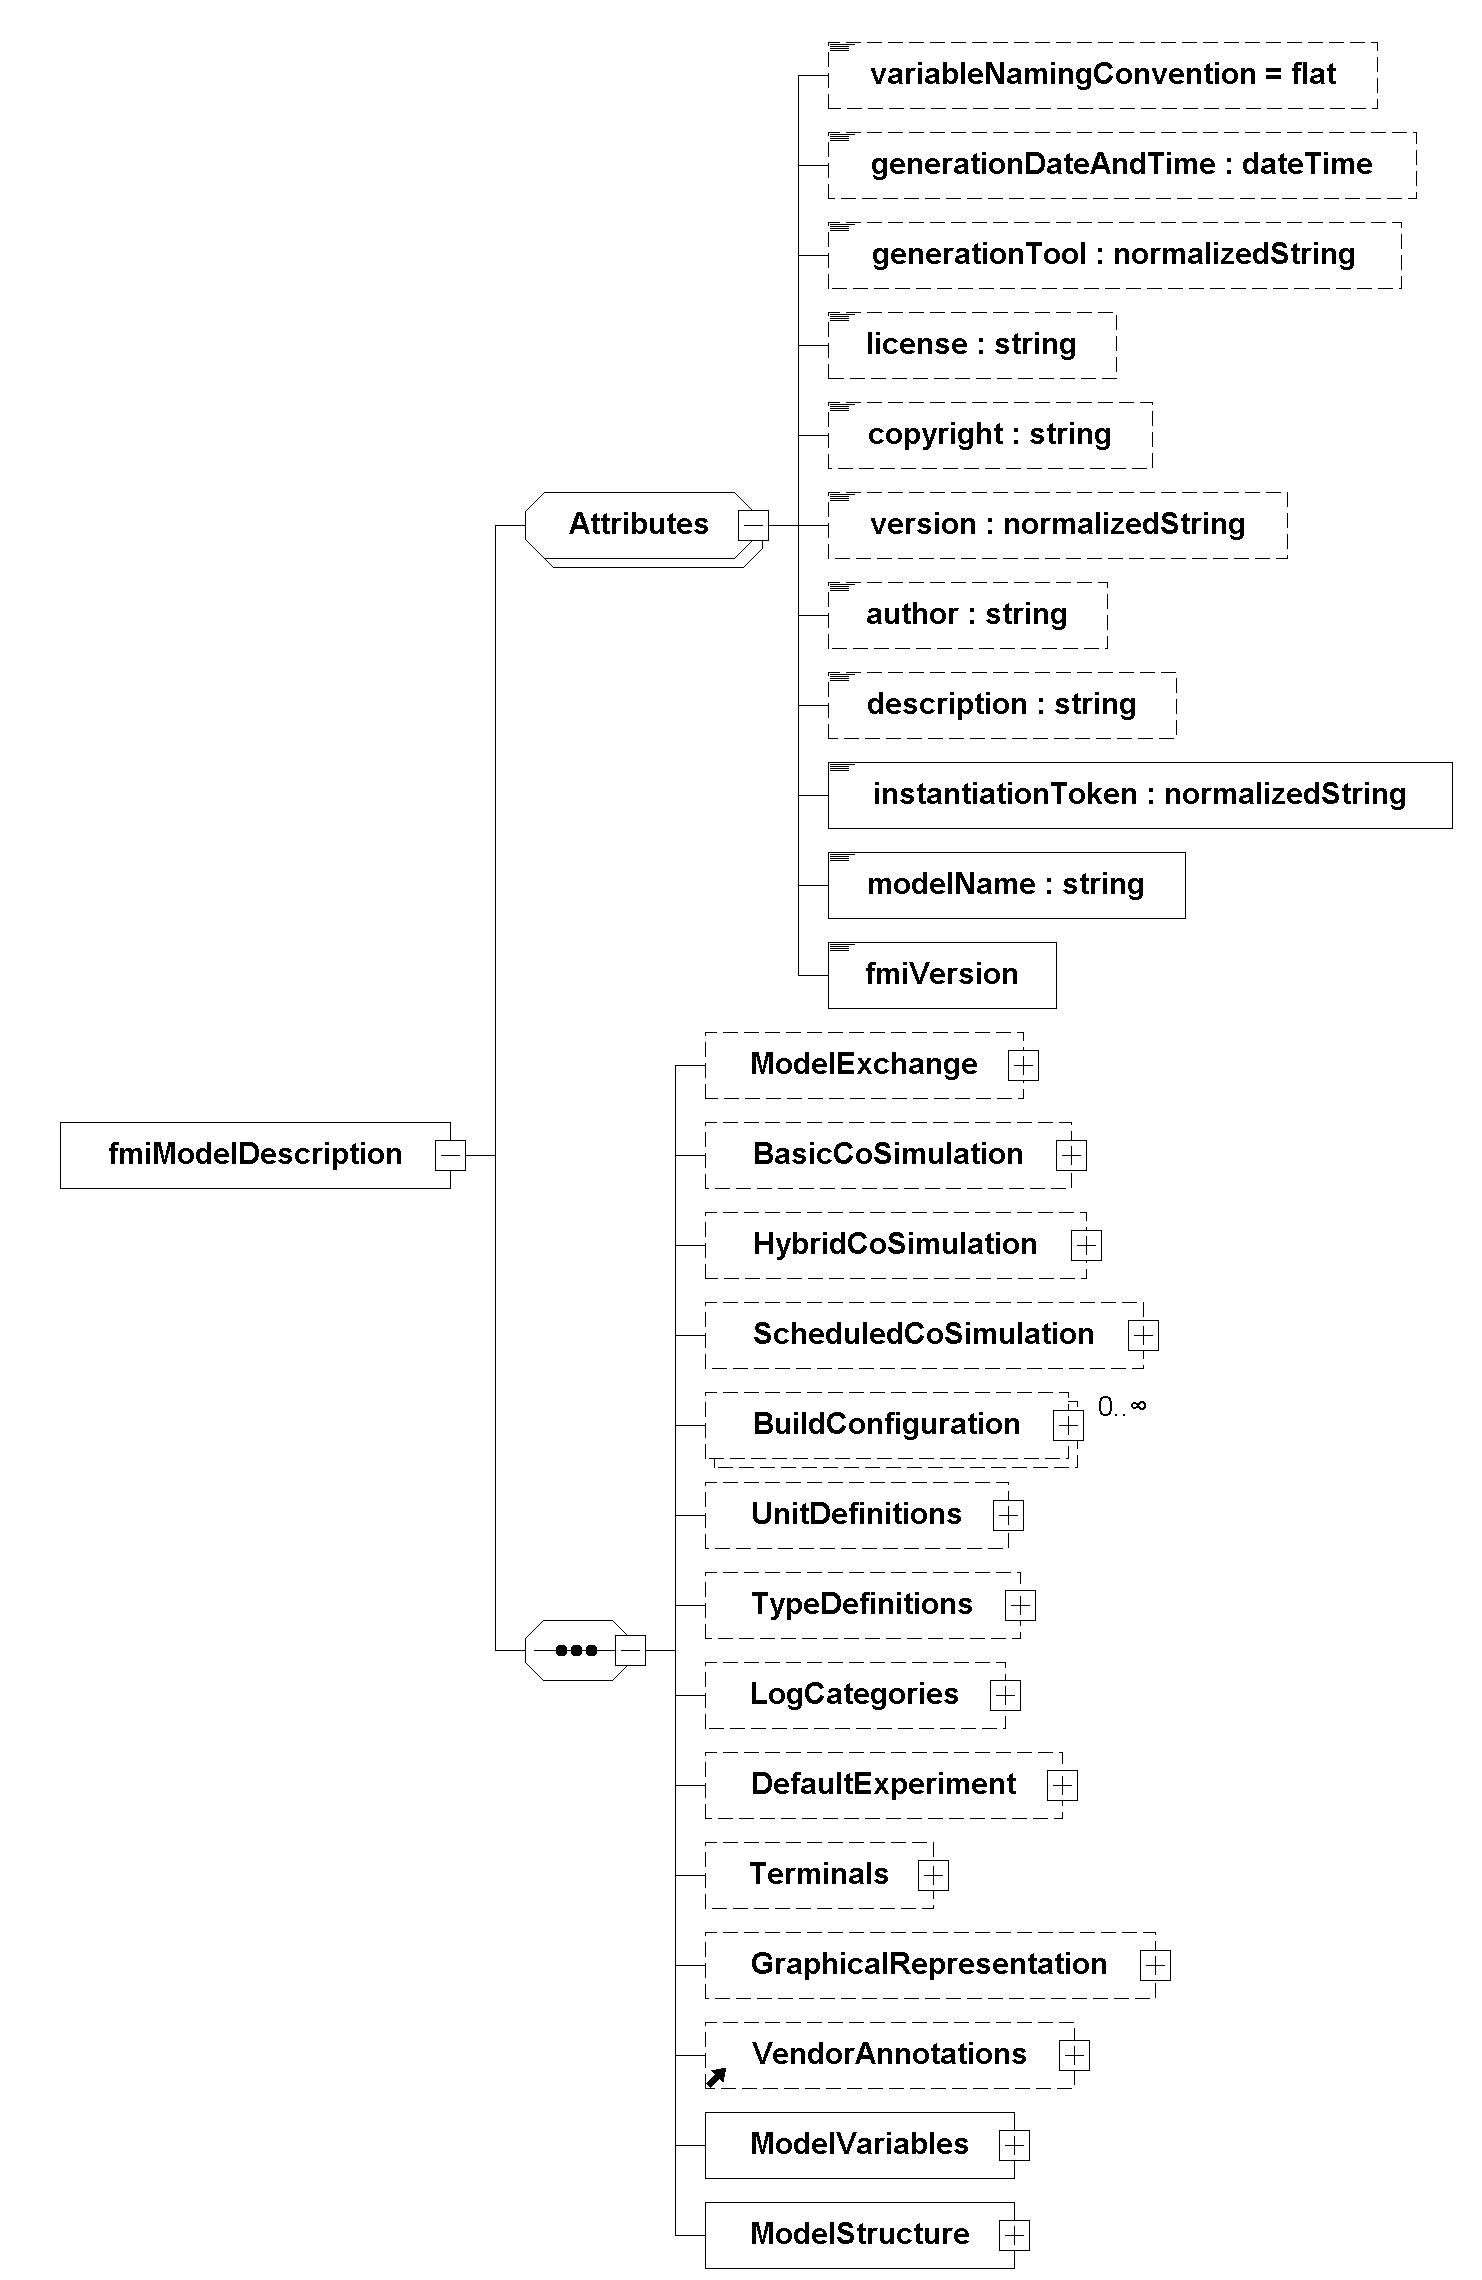 variableNamingConvention = flat
generationDateAndTime : dateTime
generationTool : normalizedString
license : string
copyright : string
Attributes
version : normalizedString
author : string
description : string
instantiationToken : normalizedString
modelName : string
fmiVersion
ModelExchange
fmiModelDescription
BasicCoSimulation
HybridCoSimulation
ScheduledCoSimulation
BuildConfiguration
0..∞
UnitDefinitions
TypeDefinitions
LogCategories
DefaultExperiment
Terminals
GraphicalRepresentation
VendorAnnotations
ModelVariables
ModelStructure